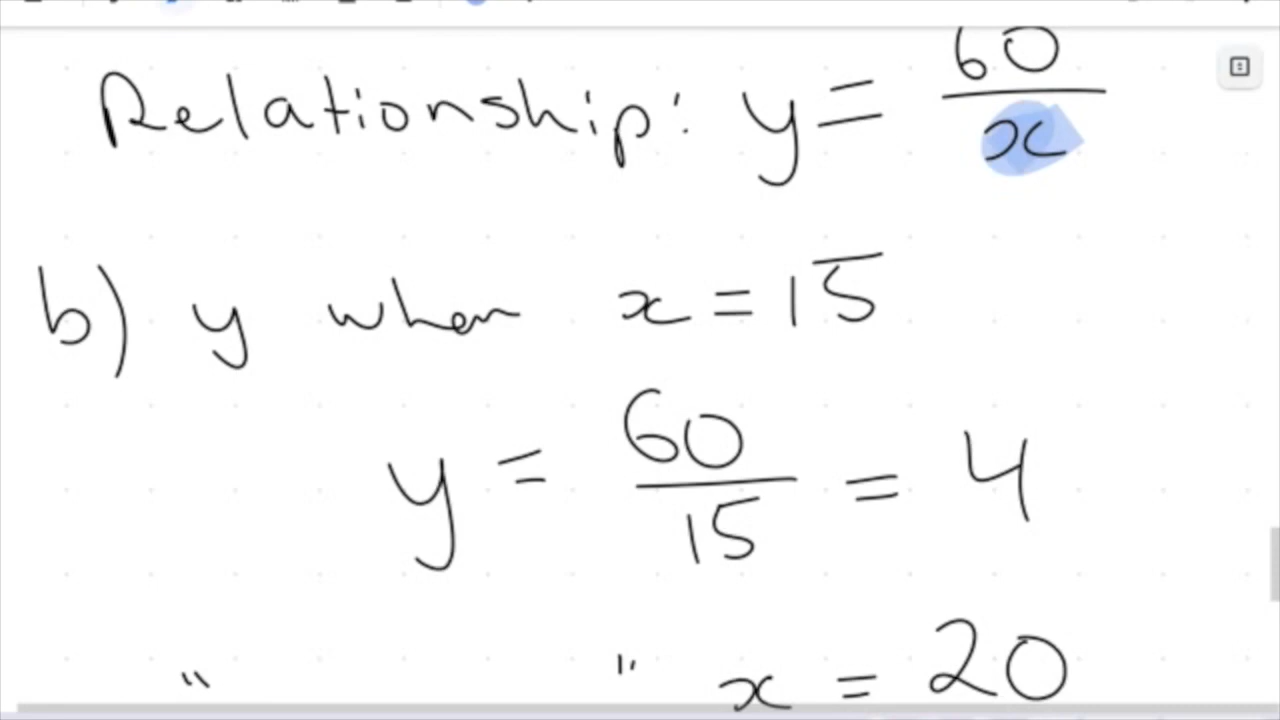 Relationship: y = 60/x
b) y when x = 15
y = 60/15 = 4
" " x = 20